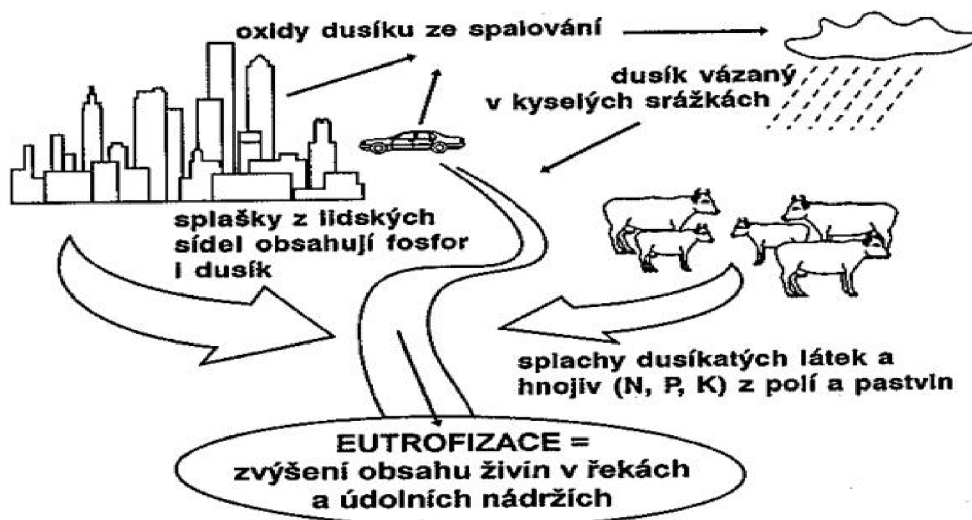 oxidy dusíku ze spalování
dusík vázaný
v kyselých srážkách
splašky z lidských
sídel obsahují fosfor
i dusík
splachy dusíkatých látek a
hnojiv (N, P, K) z polí a pastvin
EUTROFIZACE =
zvýšení obsahu živin v řekách
a údolních nádržích